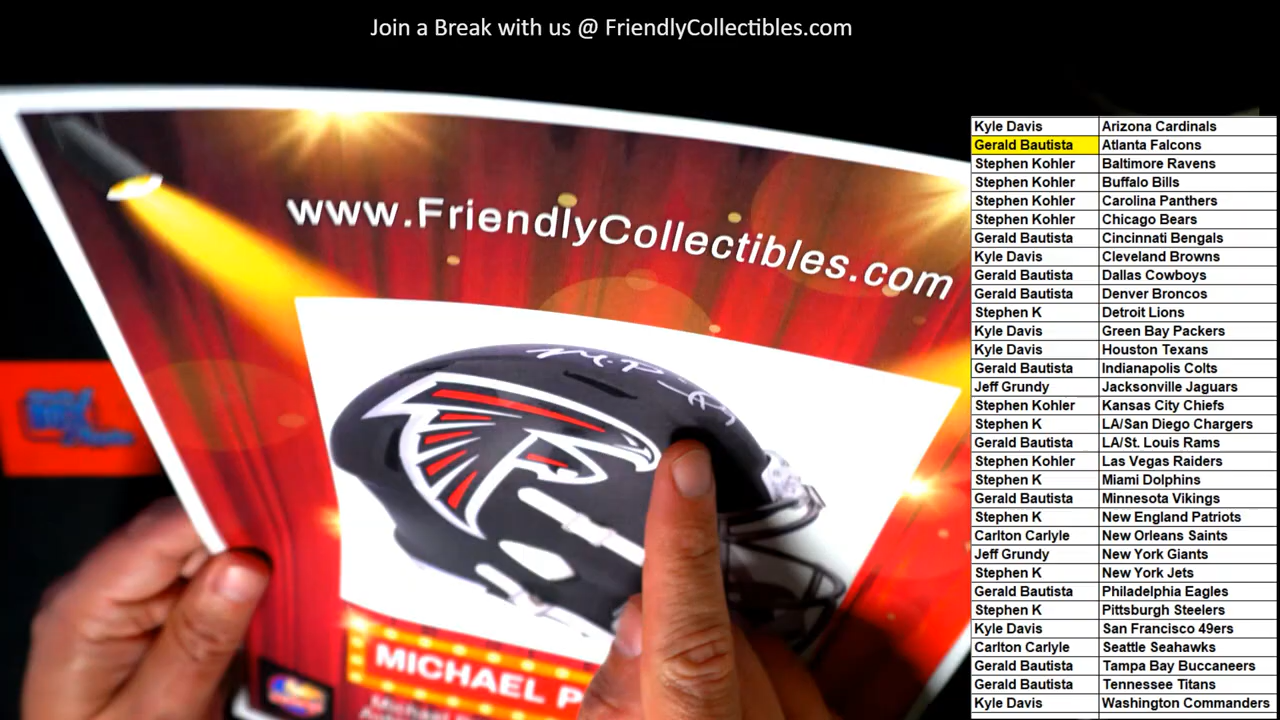 Join a Break with us @ FriendlyCollectibles.com
www.FriendlyCollectibles.com
MICHAEL P
Kyle Davis Arizona Cardinals
Gerald Bautista Atlanta Falcons
Stephen Kohler Baltimore Ravens
Stephen Kohler Buffalo Bills
Stephen Kohler Carolina Panthers
Stephen Kohler Chicago Bears
Gerald Bautista Cincinnati Bengals
Kyle Davis Cleveland Browns
Gerald Bautista Dallas Cowboys
Gerald Bautista Denver Broncos
Stephen K Detroit Lions
Kyle Davis Green Bay Packers
Kyle Davis Houston Texans
Gerald Bautista Indianapolis Colts
Jeff Grundy Jacksonville Jaguars
Stephen Kohler Kansas City Chiefs
Stephen K LA/San Diego Chargers
Gerald Bautista LA/St. Louis Rams
Stephen Kohler Las Vegas Raiders
Stephen K Miami Dolphins
Gerald Bautista Minnesota Vikings
Stephen K New England Patriots
Carlton Carlyle New Orleans Saints
Jeff Grundy New York Giants
Stephen K New York Jets
Gerald Bautista Philadelphia Eagles
Stephen K Pittsburgh Steelers
Kyle Davis San Francisco 49ers
Carlton Carlyle Seattle Seahawks
Gerald Bautista Tampa Bay Buccaneers
Gerald Bautista Tennessee Titans
Kyle Davis Washington Commanders